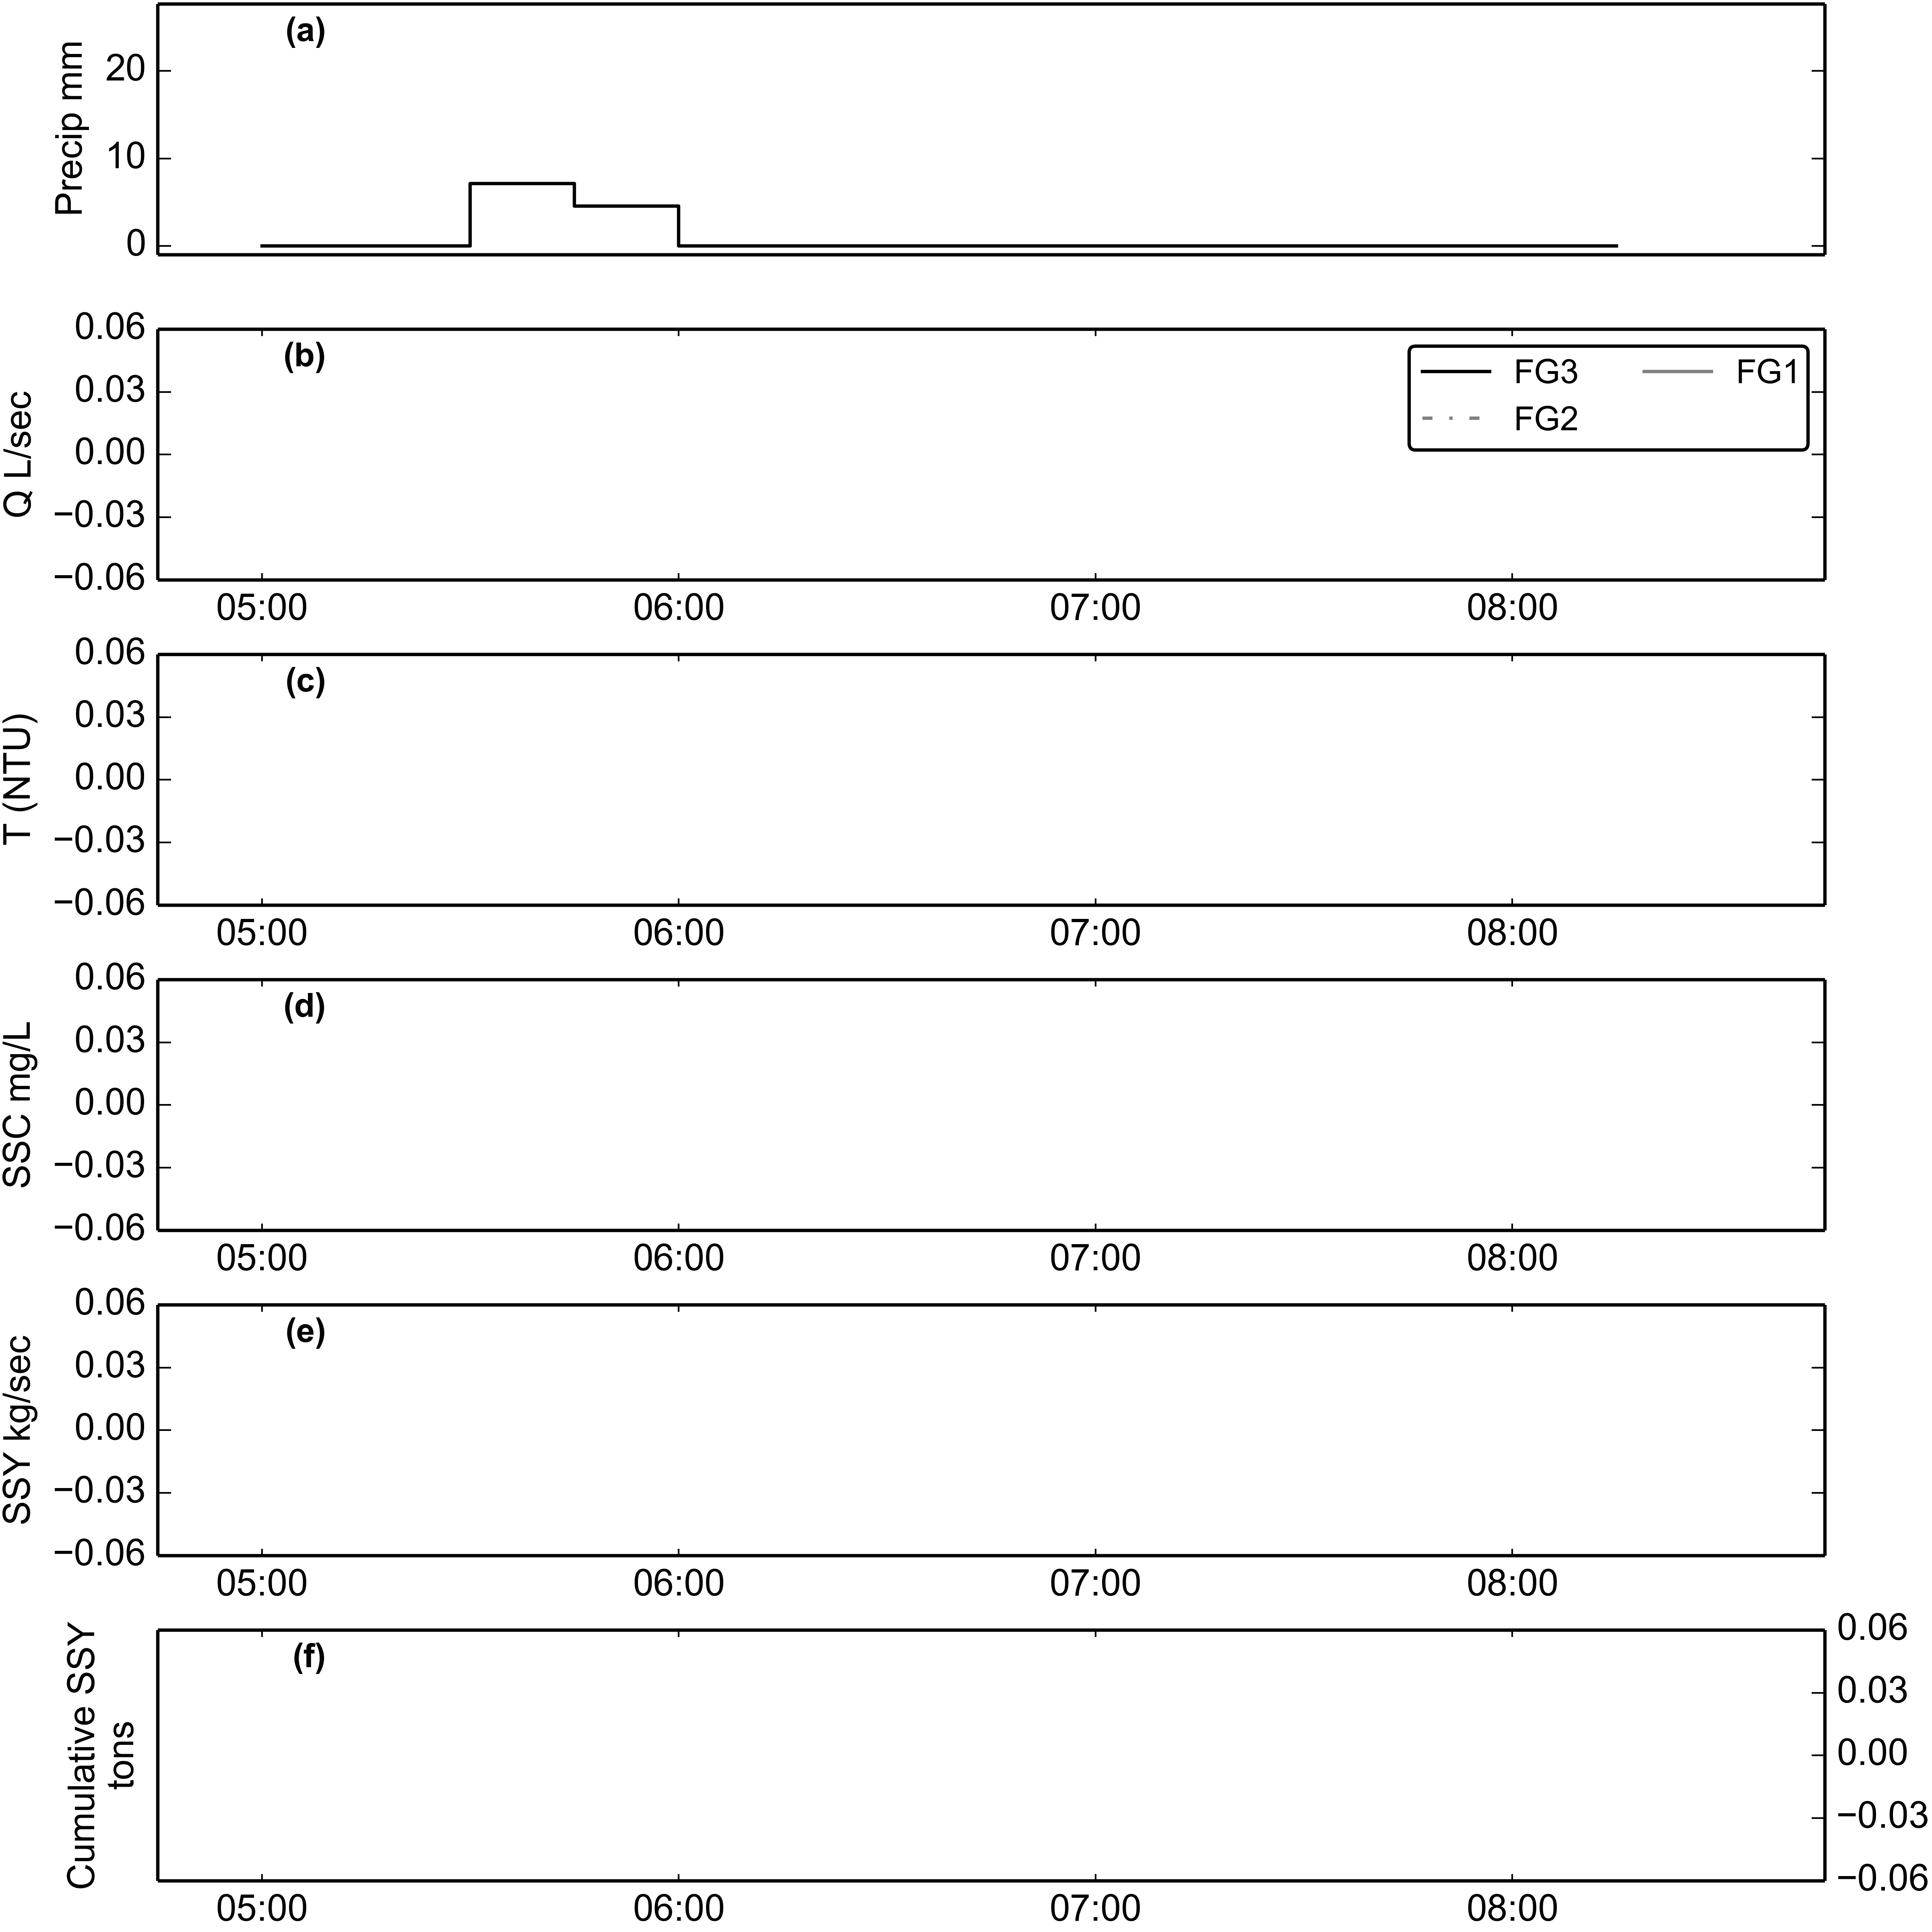 (a)
Precip mm
20
10
0
(b)
Q L/sec
0.06
0.03
0.00
−0.03
−0.06
FG3
FG1
FG2
05:00 06:00 07:00 08:00
(c)
T (NTU)
0.06
0.03
0.00
−0.03
−0.06
05:00 06:00 07:00 08:00
(d)
SSC mg/L
0.06
0.03
0.00
−0.03
−0.06
05:00 06:00 07:00 08:00
(e)
SSY kg/sec
0.06
0.03
0.00
−0.03
−0.06
05:00 06:00 07:00 08:00
(f)
Cumulative SSY
tons
0.06
0.03
0.00
−0.03
−0.06
05:00 06:00 07:00 08:00